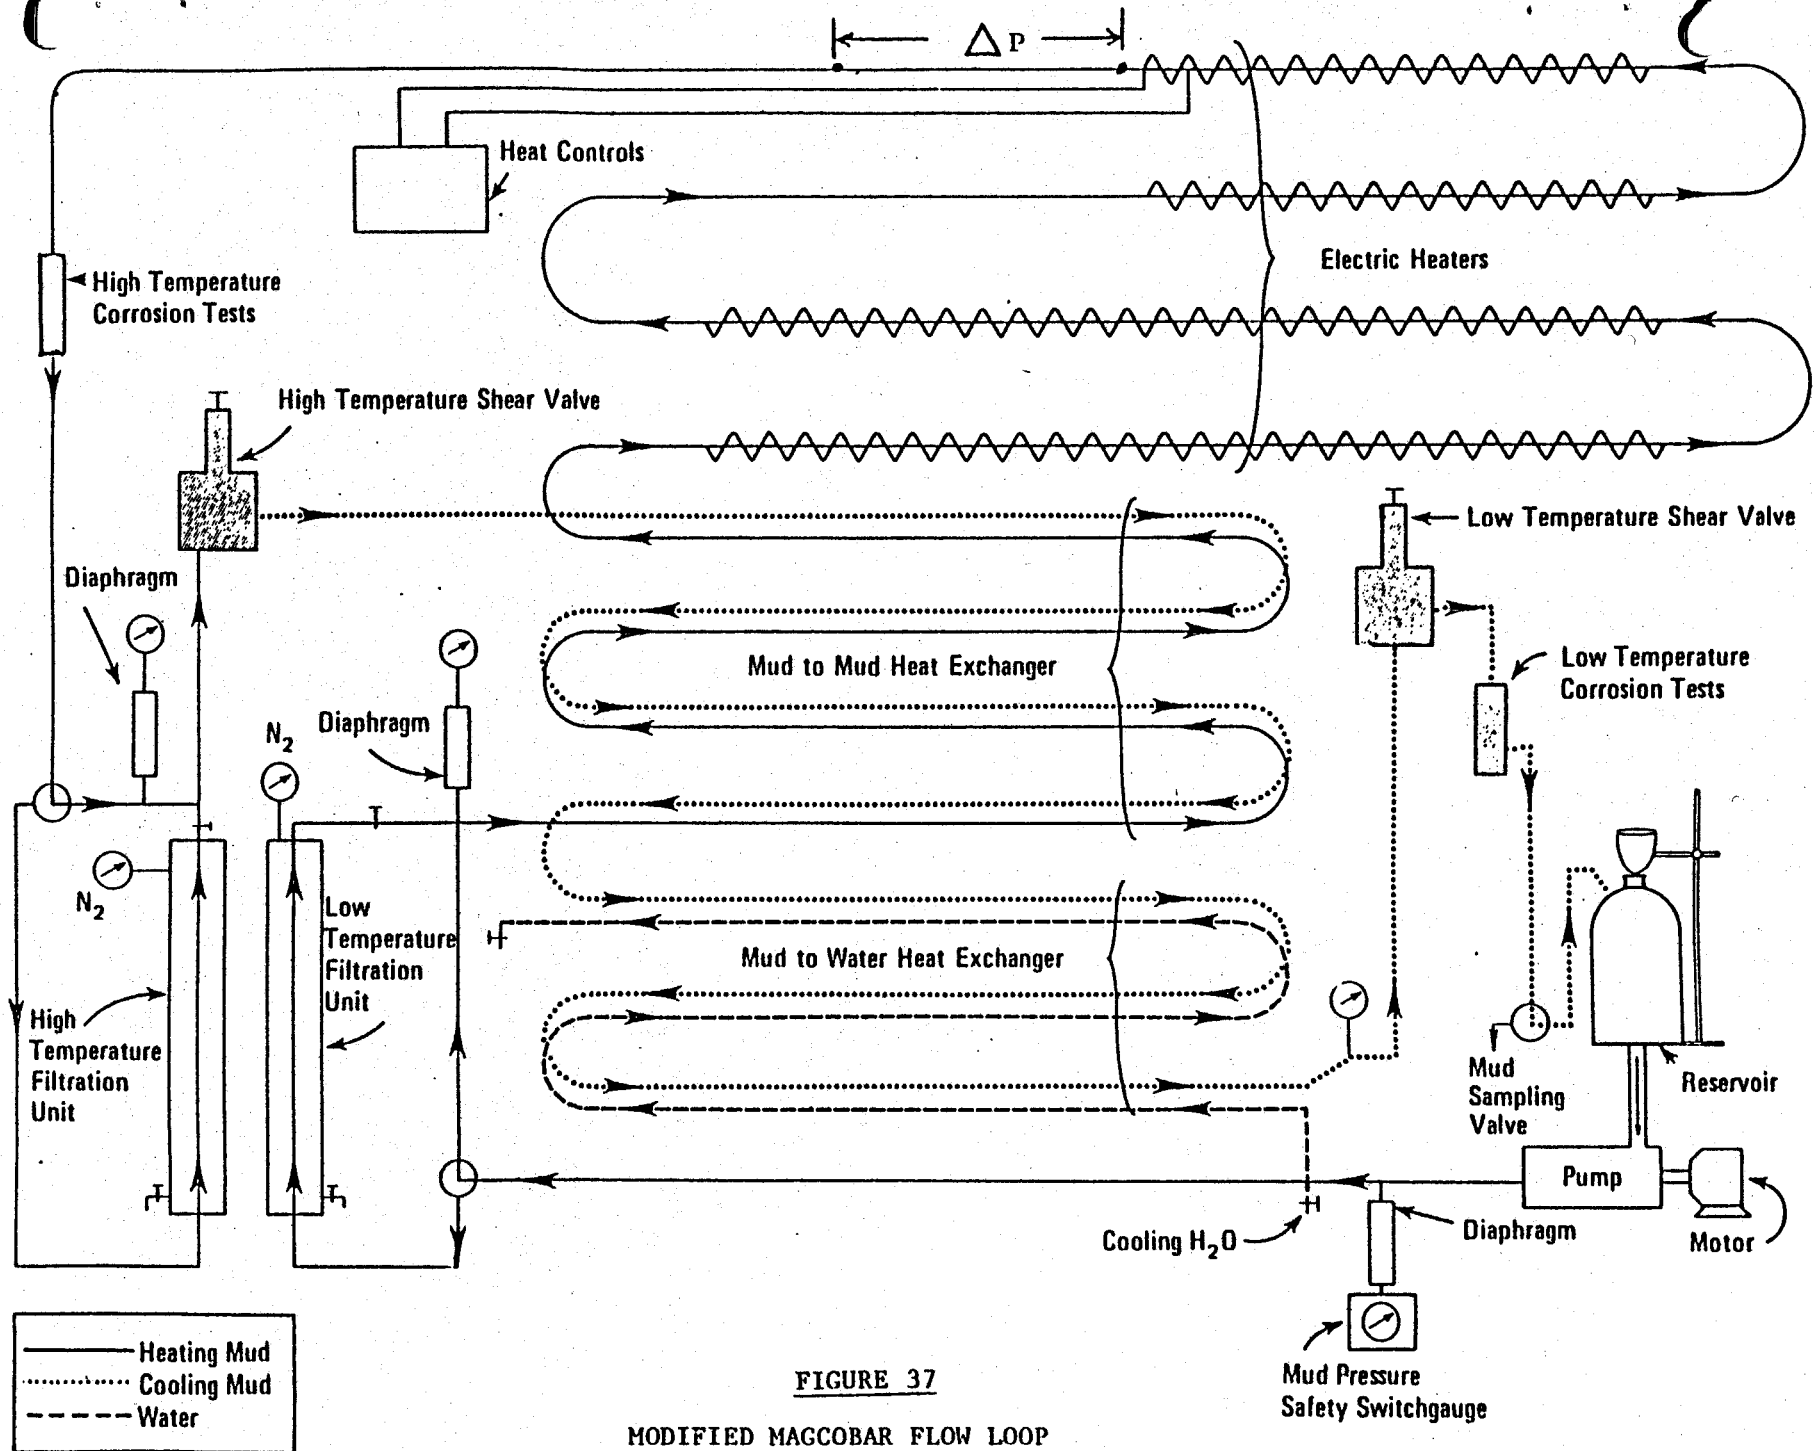 △ P
Heat Controls
Electric Heaters
High Temperature
Corrosion Tests
High Temperature Shear Valve
Low Temperature Shear Valve
Diaphragm
Mud to Mud Heat Exchanger
Low Temperature
Corrosion Tests
N2
Diaphragm
N2
Low
Temperature
Filtration
Unit
Mud to Water Heat Exchanger
High
Temperature
Filtration
Unit
Mud
Sampling
Valve
Reservoir
Pump
Cooling H2O
Diaphragm
Motor
Heating Mud
Cooling Mud
Water
Mud Pressure
Safety Switchgauge
FIGURE 37
MODIFIED MAGCOBAR FLOW LOOP